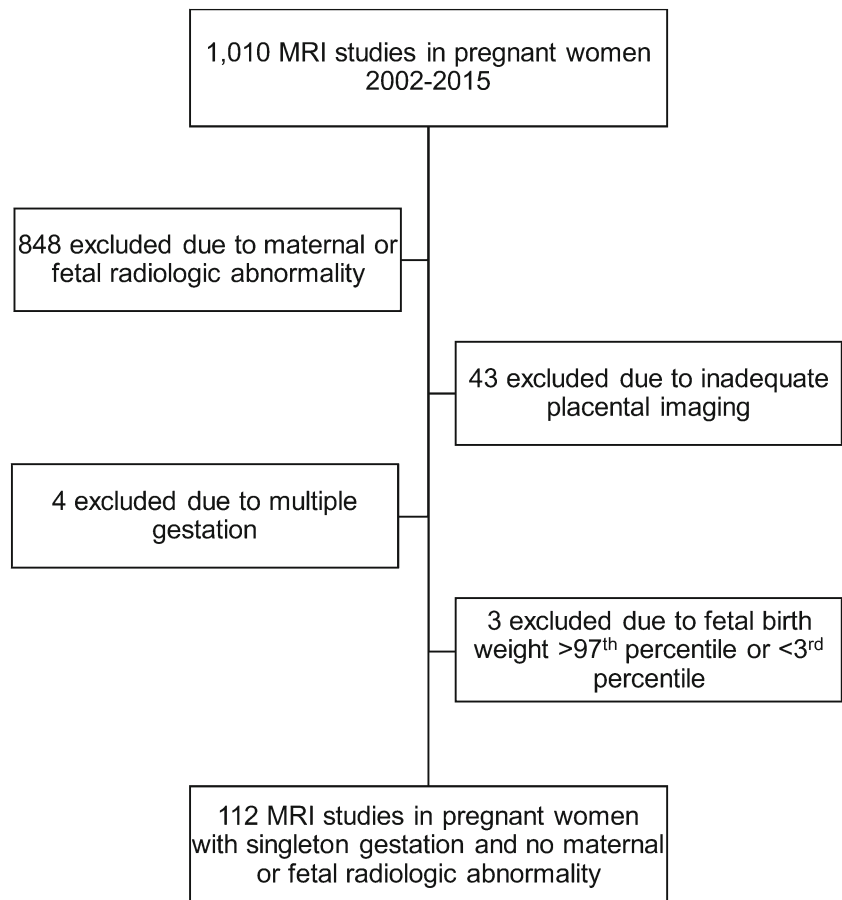 1,010 MRI studies in pregnant women
2002-2015
848 excluded due to maternal or
fetal radiologic abnormality
43 excluded due to inadequate
placental imaging
4 excluded due to multiple
gestation
3 excluded due to fetal birth
weight >97th percentile or <3rd
percentile
112 MRI studies in pregnant women
with singleton gestation and no maternal
or fetal radiologic abnormality